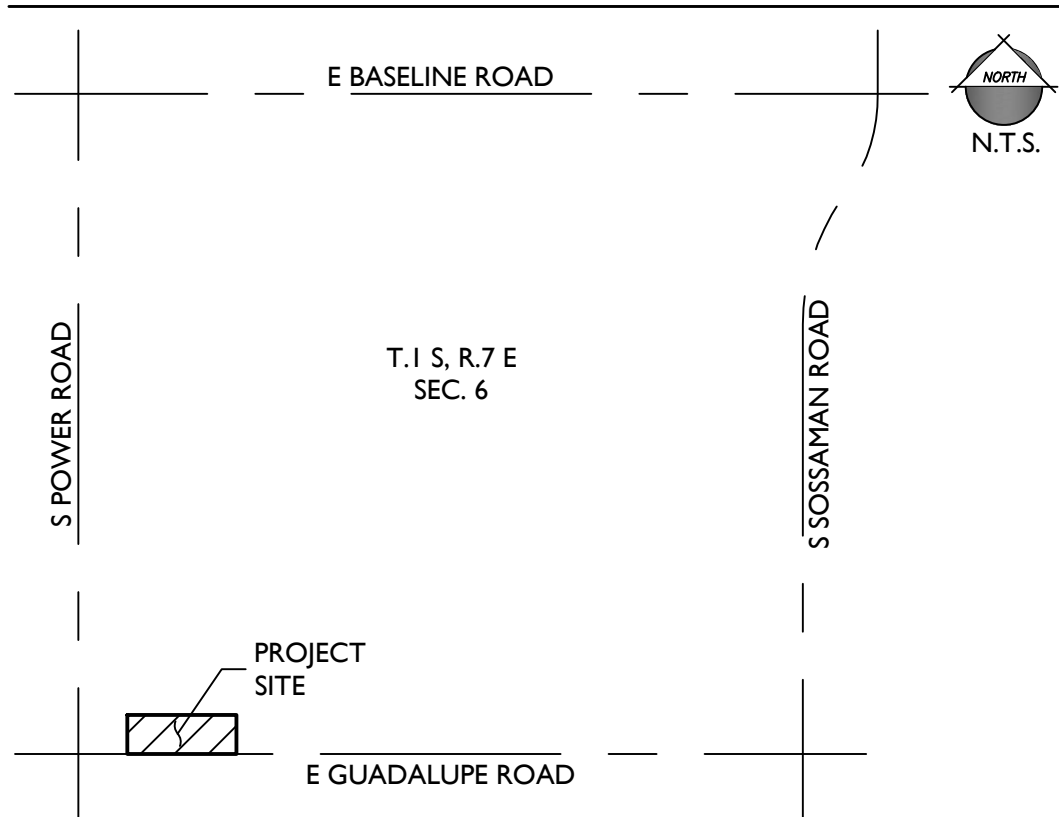 E BASELINE ROAD
NORTH
N.T.S.
S POWER ROAD
T.1 S, R.7 E
SEC. 6
S SOSSAMAN ROAD
PROJECT
SITE
E GUADALUPE ROAD